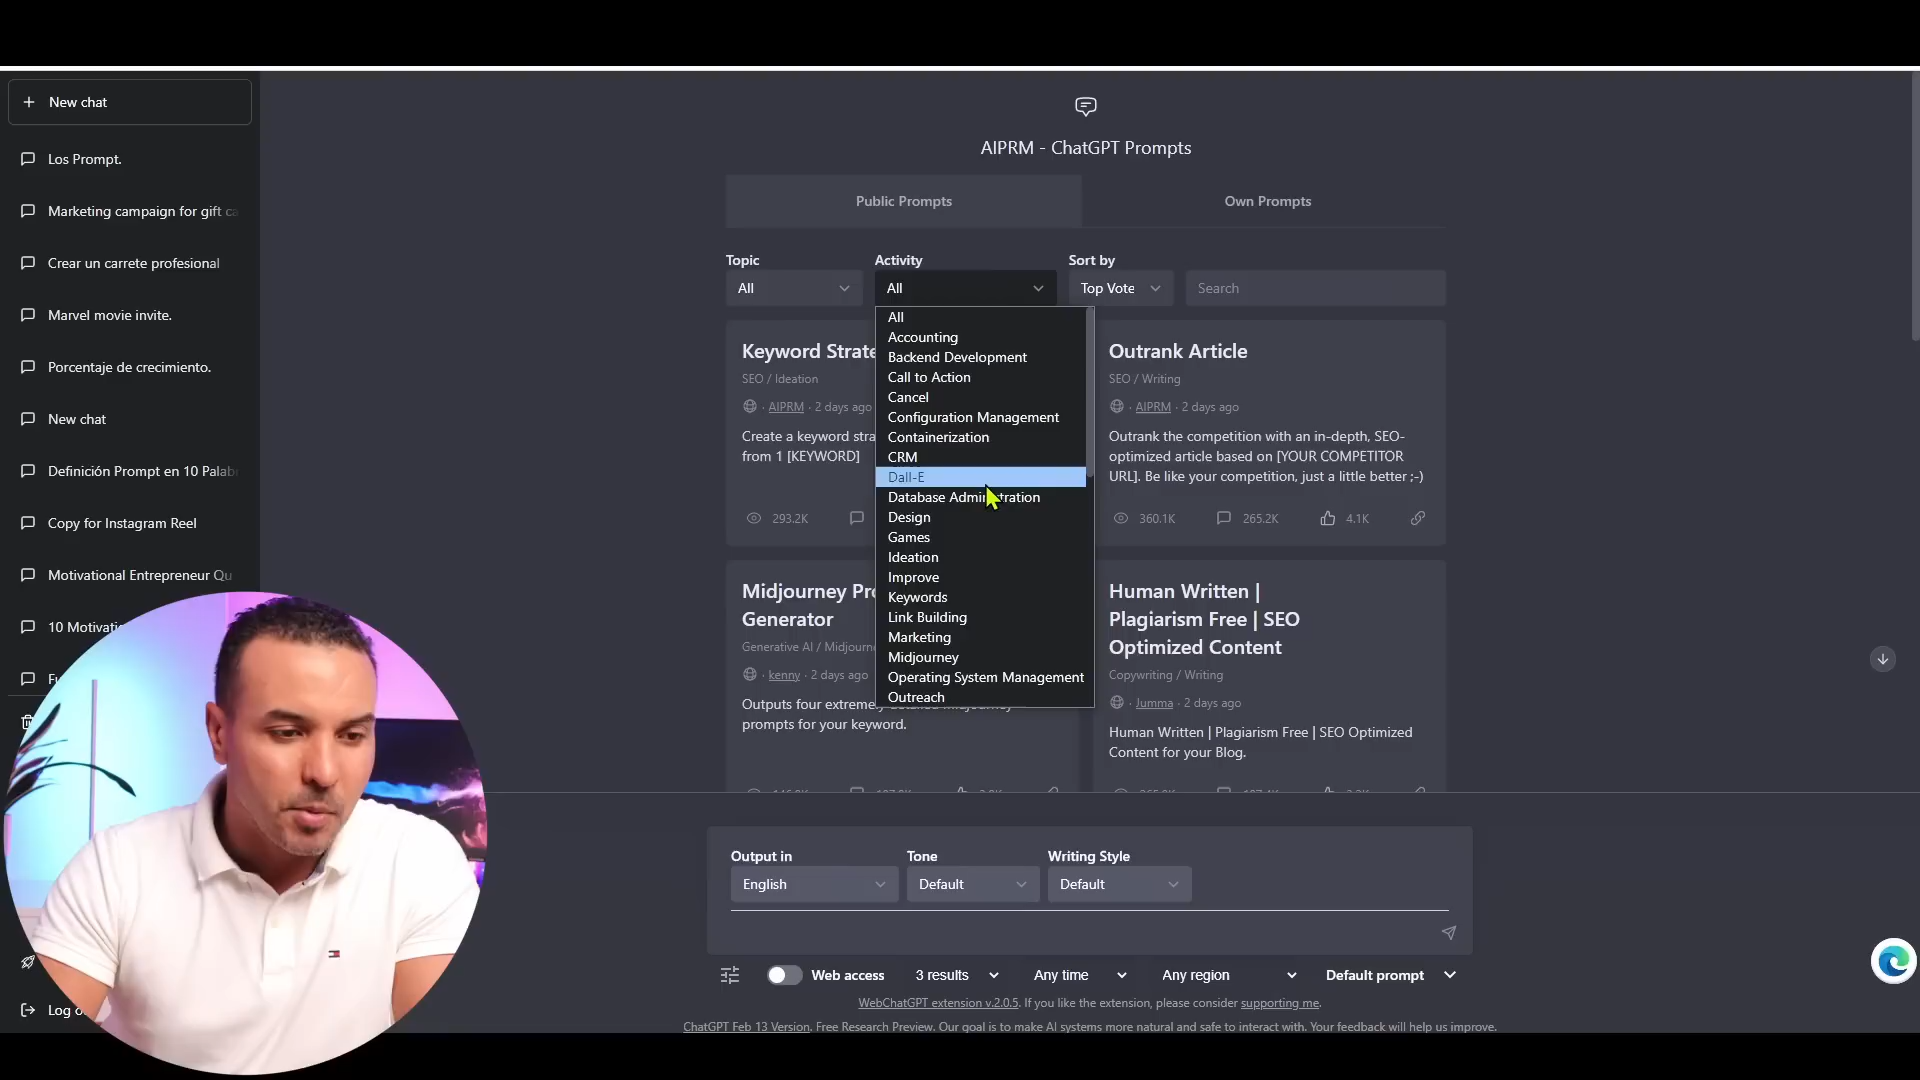 New chat
Los Prompt.
Marketing campaign for gift ca
Crear un carrete profesional
Marvel movie invite.
Porcentaje de crecimiento.
New chat
Definición Prompt en 10 Palab
Copy for Instagram Reel
Motivational Entrepreneur Qu
Log o
AIPRM - ChatGPT Prompts
Public Prompts
Own Prompts
Topic
Activity
Sort by
All
All
Top Vote
Search
All
Accounting
Backend Development
Call to Action
Cancel
Configuration Management
Containerization
CRM
Dall-E
Database Administration
Design
Games
Ideation
Improve
Keywords
Link Building
Marketing
Midjourney
Operating System Management
Outreach
Keyword Strate
SEO / Ideation
AIPRM · 2 days ago
Create a keyword stra
from 1 [KEYWORD]
293.2K
Outrank Article
SEO / Writing
AIPRM · 2 days ago
Outrank the competition with an in-depth, SEO-
optimized article based on [YOUR COMPETITOR
URL]. Be like your competition, just a little better ;-)
360.1K 265.2K 4.1K
Midjourney Pro
Generator
Generative AI / Midjourn
kenny · 2 days ago
Outputs four extreme
prompts for your keyword.
Human Written |
Plagiarism Free | SEO
Optimized Content
Copywriting / Writing
Jumma · 2 days ago
Human Written | Plagiarism Free | SEO Optimized
Content for your Blog.
Output in
Tone
Writing Style
English
Default
Default
Web access
3 results
Any time
Any region
Default prompt
WebChatGPT extension v.2.0.5. If you like the extension, please consider supporting me.
ChatGPT Feb 13 Version. Free Research Preview. Our goal is to make AI systems more natural and safe to interact with. Your feedback will help us improve.